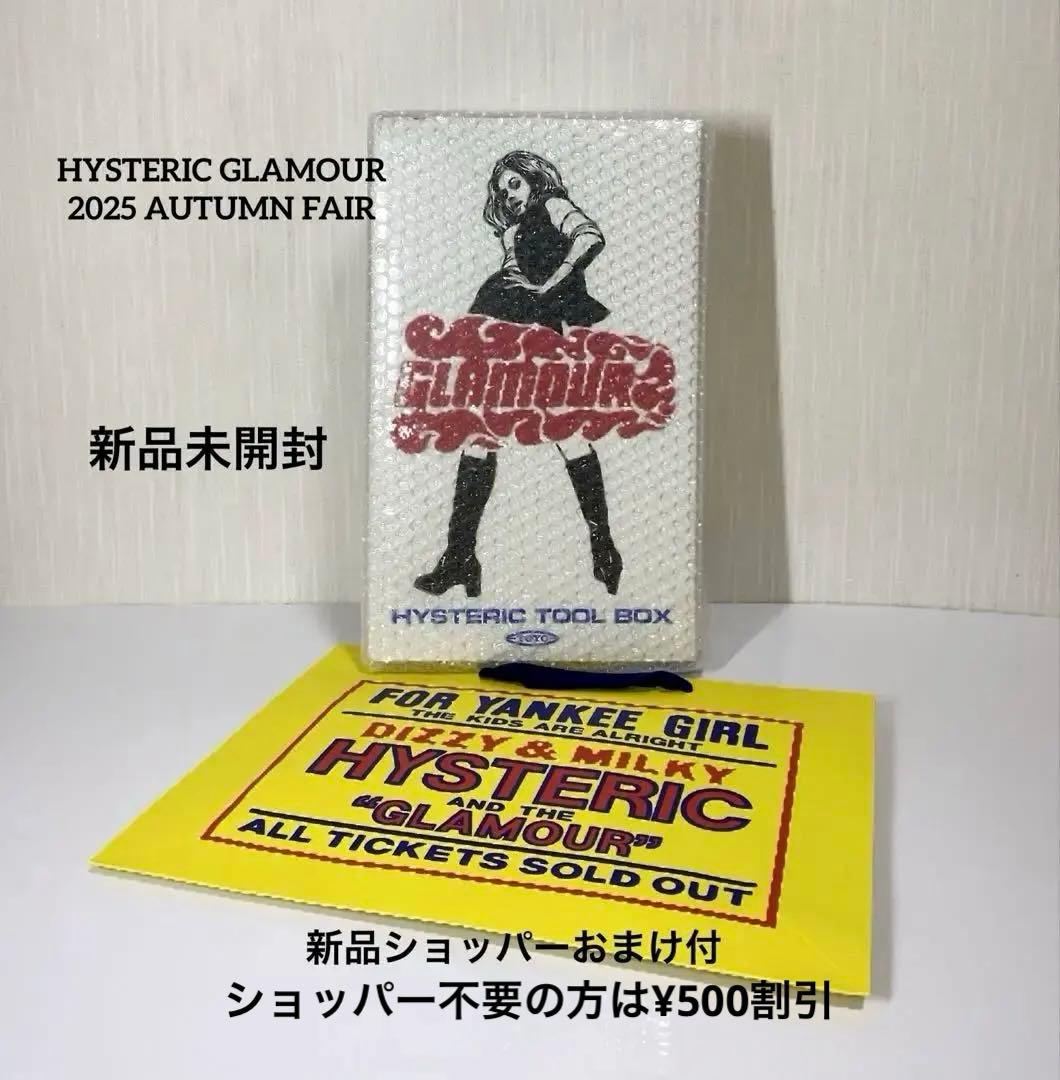 HYSTERIC GLAMOUR
2025 AUTUMN FAIR
新品未開封
GLAMOUR
HYSTERIC TOOL BOX
TOYO
FOR YANKEE GIRL
THE KIDS ARE ALRIGHT
DIZZY & MILKY
HYSTERIC
AND THE
“GLAMOUR”
ALL TICKETS SOLD OUT
新品ショッパーおまけ付
ショッパー不要の方は¥500割引